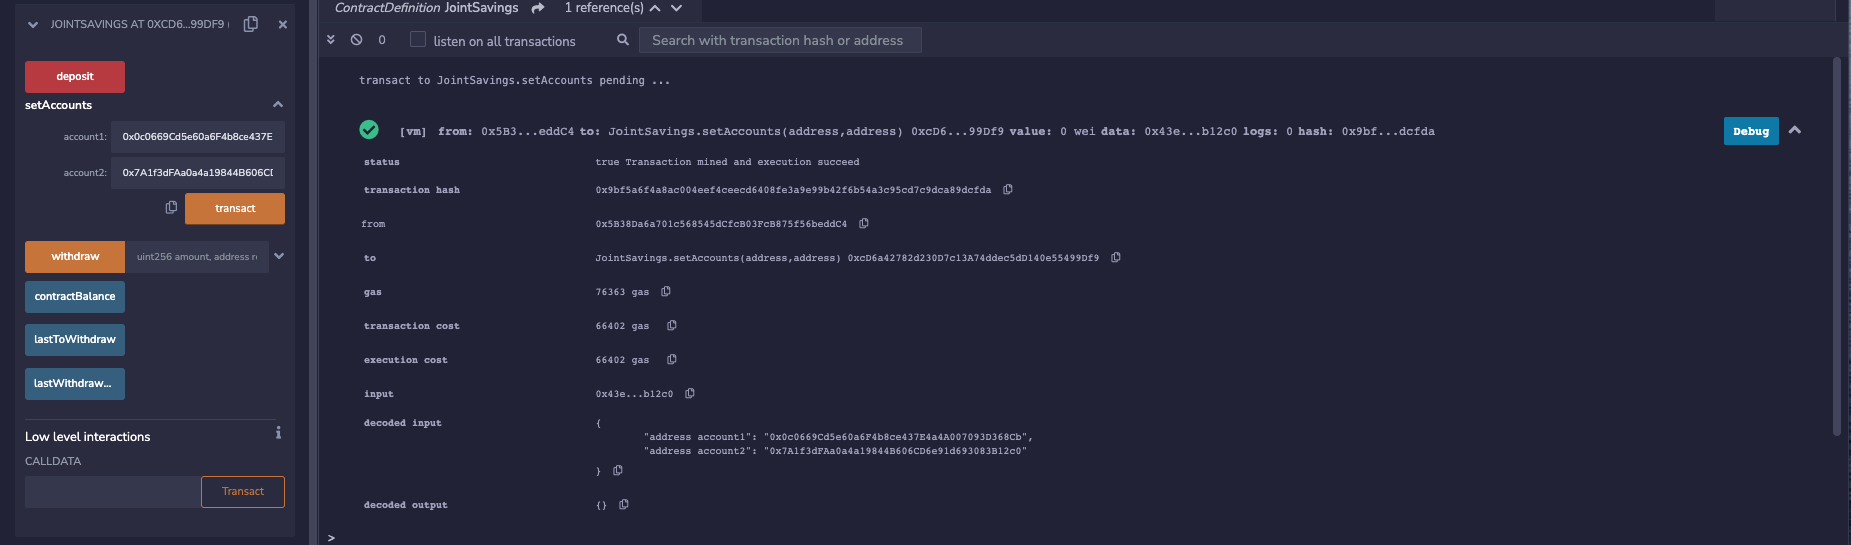 JOINTSAVINGS AT 0XCD6...99DF9 (
deposit
setAccounts
account1: 0x0c0669Cd5e60a6F4b8ce437E
account2: 0x7A1f3dFAa0a4a19844B606CD
transact
withdraw uint256 amount, address re
contractBalance
lastToWithdraw
lastWithdraw...
Low level interactions
CALLDATA
Transact
ContractDefinition JointSavings 1 reference(s)
0 listen on all transactions Search with transaction hash or address
transact to JointSavings.setAccounts pending ...
[vm] from: 0x5B3...eddC4 to: JointSavings.setAccounts(address,address) 0xcD6...99Df9 value: 0 wei data: 0x43e...b12c0 logs: 0 hash: 0x9bf...dcfda
Debug
status true Transaction mined and execution succeed
transaction hash 0x9bf5a6f4a8ac004eef4ceecd6408fe3a9e99b42f6b54a3c95cd7c9dca89dcfda
from 0x5B38Da6a701c568545dCfcB03FcB875f56beddC4
to JointSavings.setAccounts(address,address) 0xcD6a42782d230D7c13A74ddec5dD140e55499Df9
gas 76363 gas
transaction cost 66402 gas
execution cost 66402 gas
input 0x43e...b12c0
decoded input {
"address account1": "0x0c0669Cd5e60a6F4b8ce437E4a4A007093D368Cb",
"address account2": "0x7A1f3dFAa0a4a19844B606CD6e91d693083B12c0"
}
decoded output {}
>